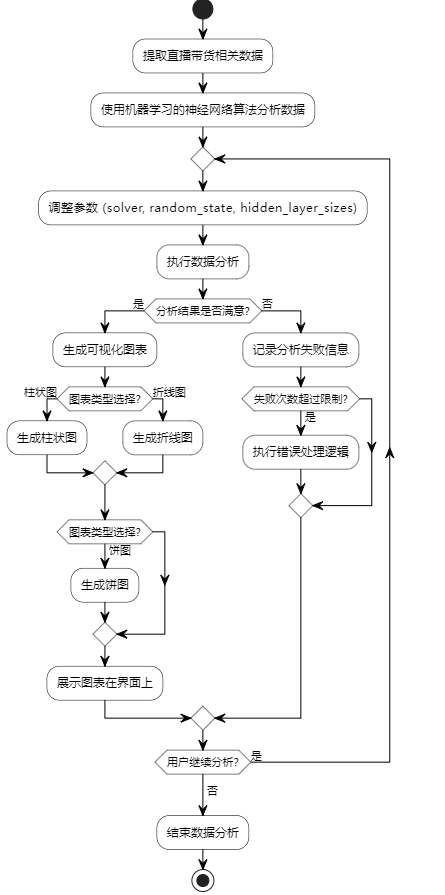 提取直播带货相关数据
使用机器学习的神经网络算法分析数据
调整参数 (solver, random_state, hidden_layer_sizes)
执行数据分析
是
分析结果是否满意?
否
生成可视化图表
记录分析失败信息
柱状图
图表类型选择?
折线图
失败次数超过限制?
是
生成柱状图
生成折线图
执行错误处理逻辑
图表类型选择?
饼图
生成饼图
展示图表在界面上
用户继续分析?
是
否
结束数据分析